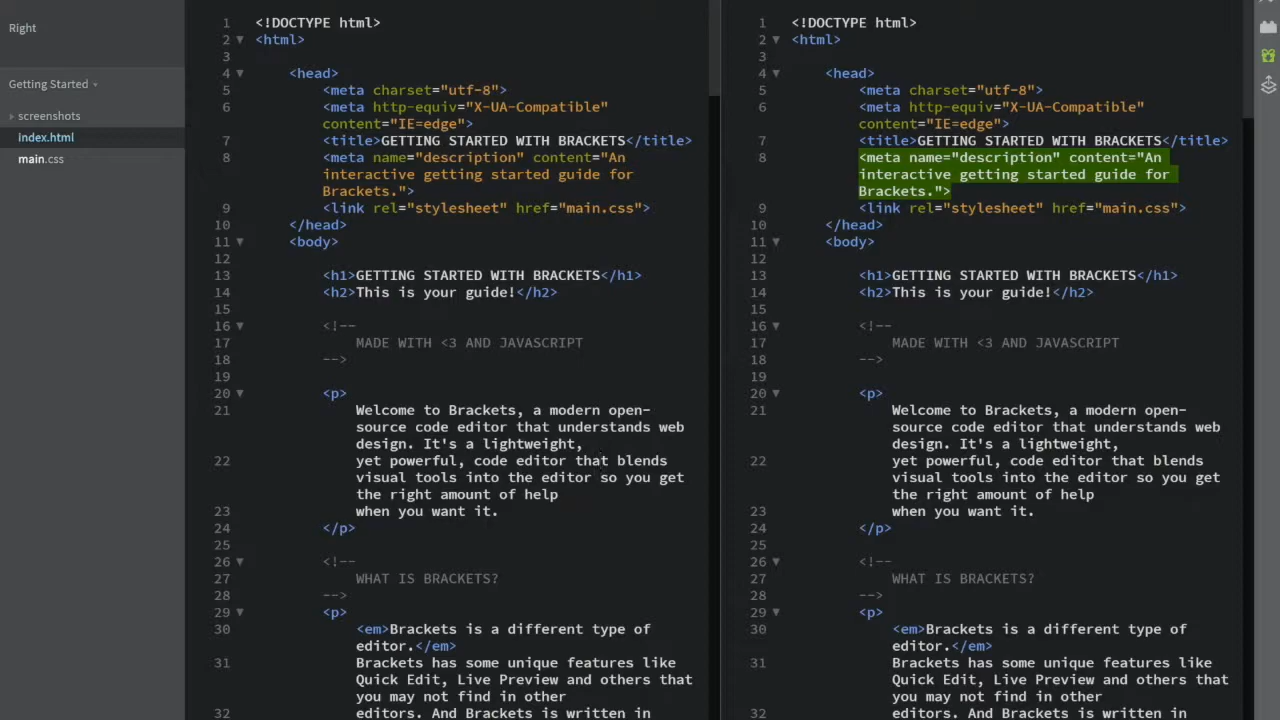 Right
Getting Started
screenshots
index.html
main.css
1 <!DOCTYPE html>
2 <html>
3
4 <head>
5 <meta charset="utf-8">
6 <meta http-equiv="X-UA-Compatible"
content="IE=edge">
7 <title>GETTING STARTED WITH BRACKETS</title>
8 <meta name="description" content="An
interactive getting started guide for
Brackets.">
9 <link rel="stylesheet" href="main.css">
10 </head>
11 <body>
12
13 <h1>GETTING STARTED WITH BRACKETS</h1>
14 <h2>This is your guide!</h2>
15
16 <!--
17 MADE WITH <3 AND JAVASCRIPT
18 -->
19
20 <p>
21 Welcome to Brackets, a modern open-
source code editor that understands web
design. It's a lightweight,
22 yet powerful, code editor that blends
visual tools into the editor so you get
the right amount of help
23 when you want it.
24 </p>
25
26 <!--
27 WHAT IS BRACKETS?
28 -->
29 <p>
30 <em>Brackets is a different type of
editor.</em>
31 Brackets has some unique features like
Quick Edit, Live Preview and others that
you may not find in other
32 editors. And Brackets is written in
1 <!DOCTYPE html>
2 <html>
3
4 <head>
5 <meta charset="utf-8">
6 <meta http-equiv="X-UA-Compatible"
content="IE=edge">
7 <title>GETTING STARTED WITH BRACKETS</title>
8 <meta name="description" content="An
interactive getting started guide for
Brackets.">
9 <link rel="stylesheet" href="main.css">
10 </head>
11 <body>
12
13 <h1>GETTING STARTED WITH BRACKETS</h1>
14 <h2>This is your guide!</h2>
15
16 <!--
17 MADE WITH <3 AND JAVASCRIPT
18 -->
19
20 <p>
21 Welcome to Brackets, a modern open-
source code editor that understands web
design. It's a lightweight,
22 yet powerful, code editor that blends
visual tools into the editor so you get
the right amount of help
23 when you want it.
24 </p>
25
26 <!--
27 WHAT IS BRACKETS?
28 -->
29 <p>
30 <em>Brackets is a different type of
editor.</em>
31 Brackets has some unique features like
Quick Edit, Live Preview and others that
you may not find in other
32 editors. And Brackets is written in